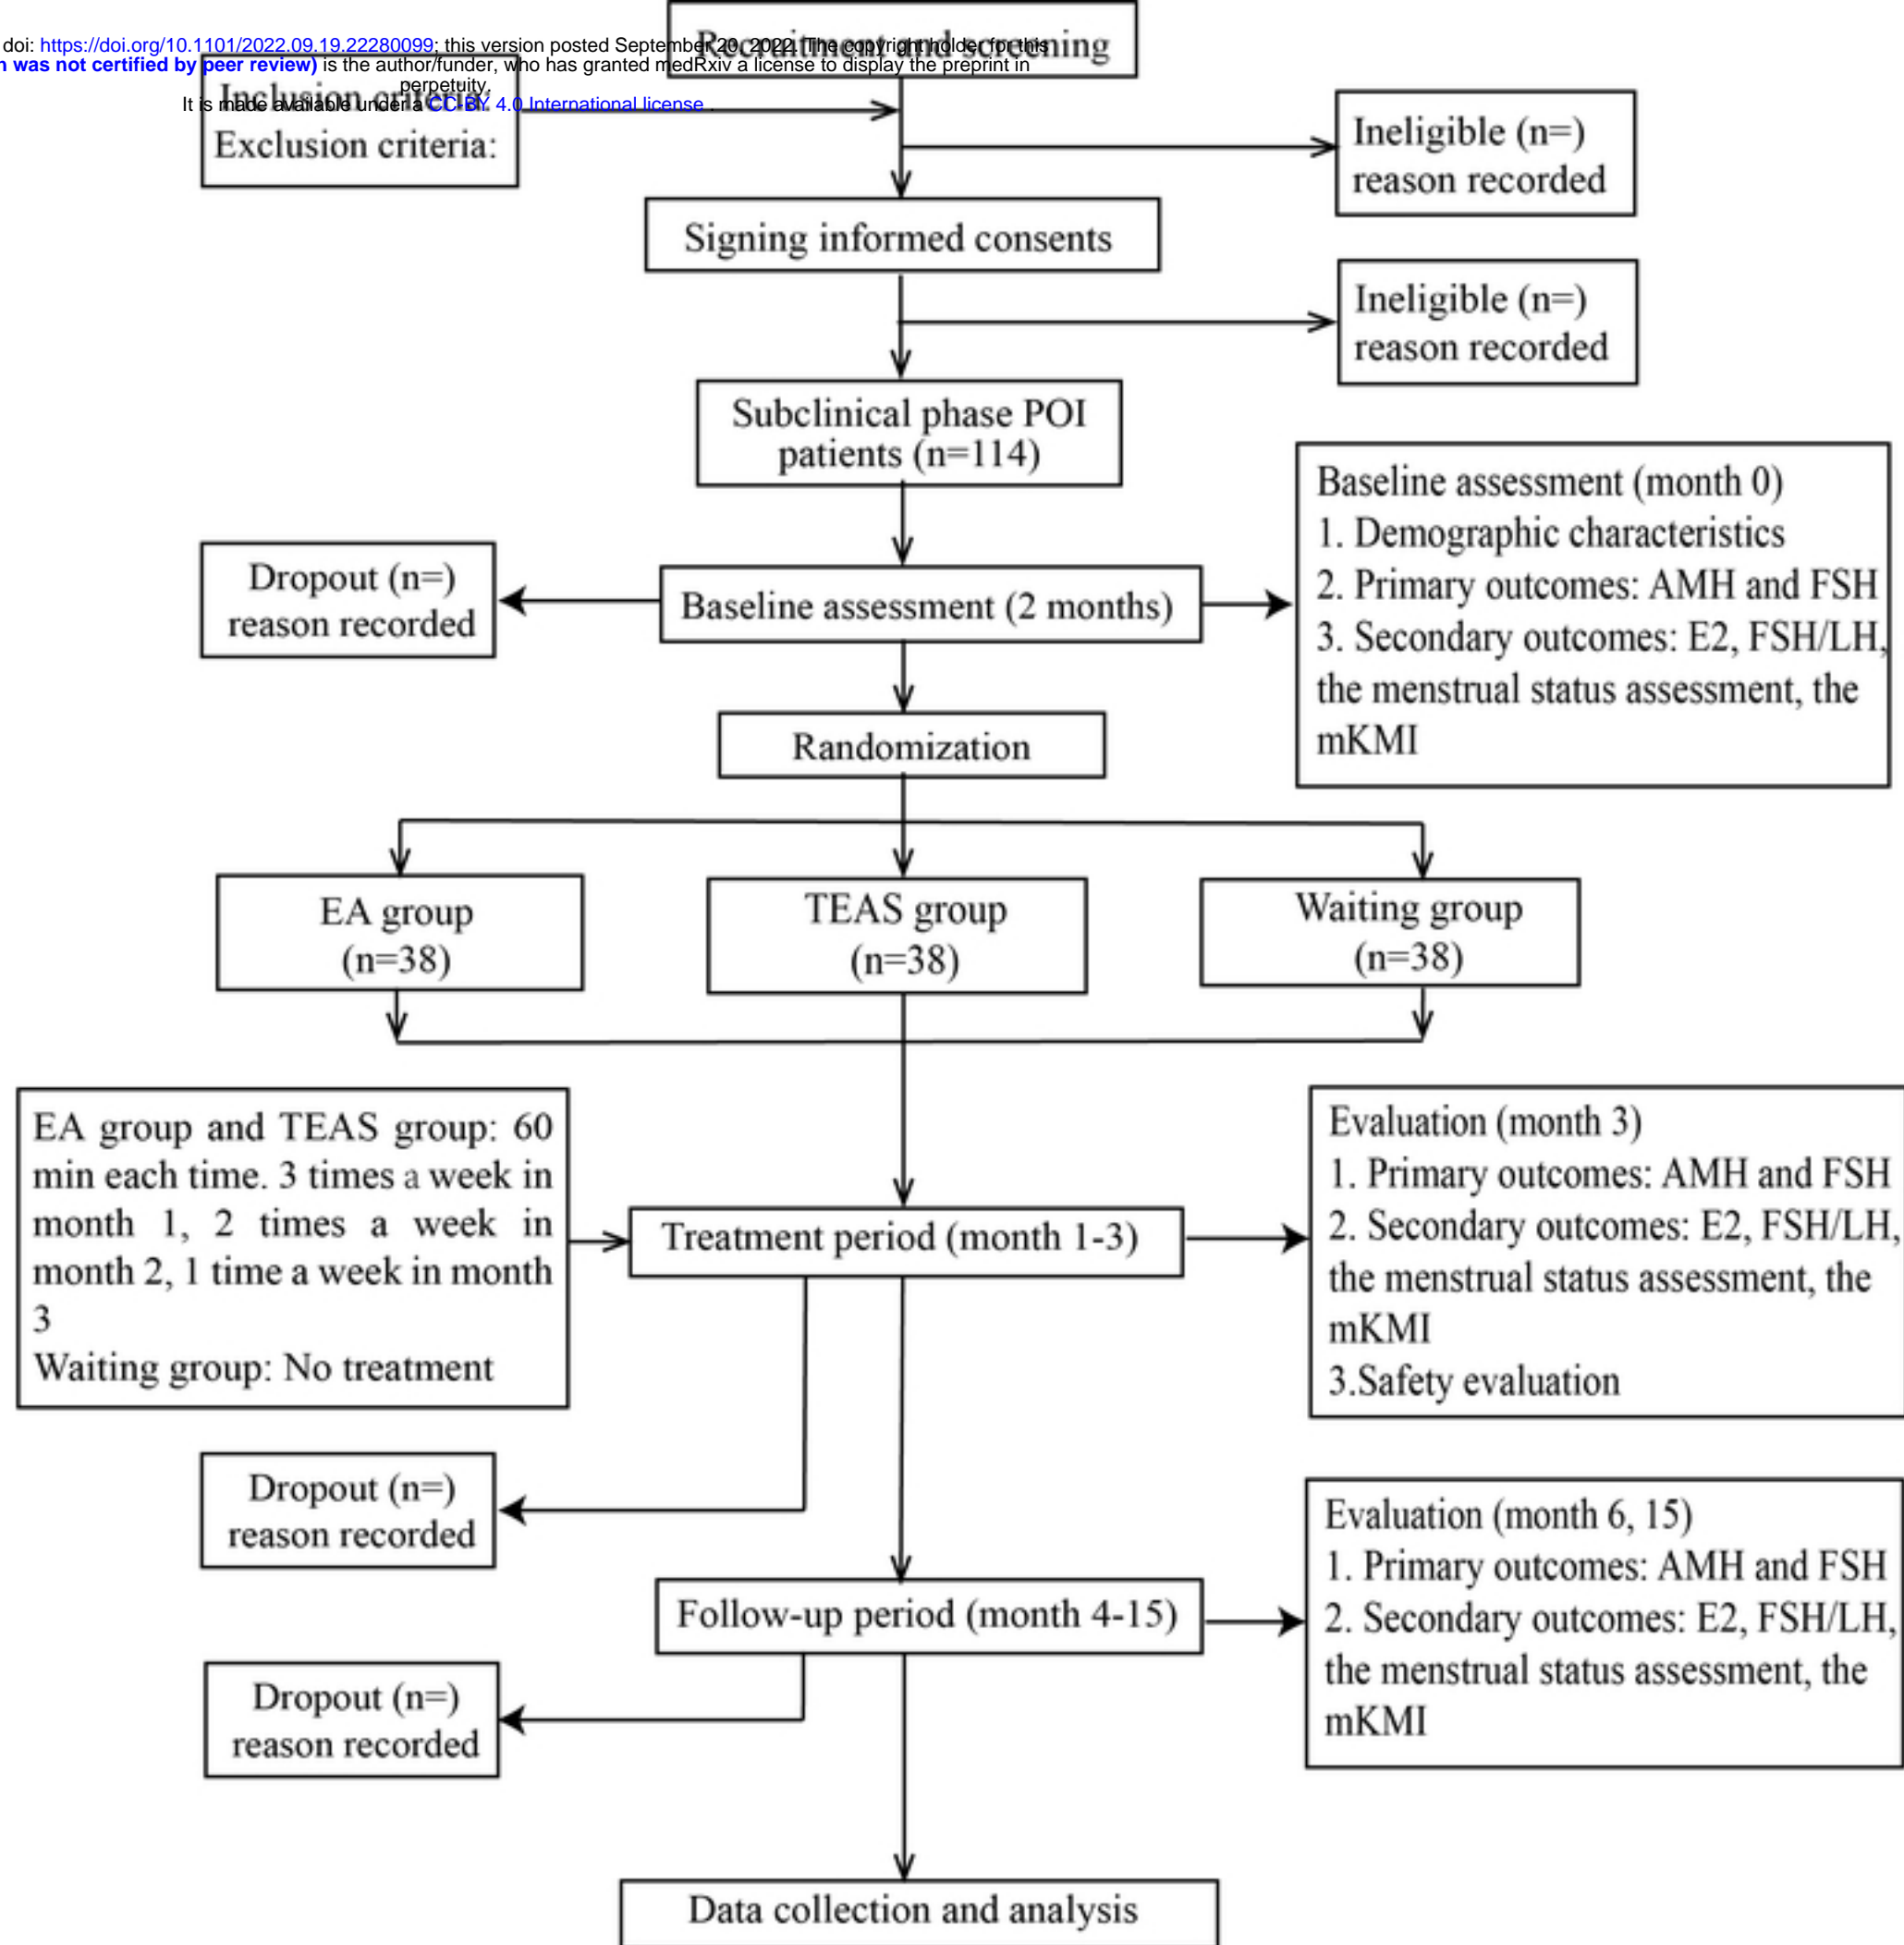 doi: https://doi.org/10.1101/2022.09.19.22280099; this version posted September 20, 2022. The copyright holder for this
n was not certified by peer review) is the author/funder, who has granted medRxiv a license to display the preprint in
perpetuity.
It is made available under a CC-BY 4.0 International license .
Recruitment and screening
Inclusion criteria:
Exclusion criteria:
Ineligible (n=)
reason recorded
Signing informed consents
Ineligible (n=)
reason recorded
Subclinical phase POI
patients (n=114)
Baseline assessment (month 0)
1. Demographic characteristics
2. Primary outcomes: AMH and FSH
3. Secondary outcomes: E2, FSH/LH,
the menstrual status assessment, the
mKMI
Dropout (n=)
reason recorded
Baseline assessment (2 months)
Randomization
EA group
(n=38)
TEAS group
(n=38)
Waiting group
(n=38)
EA group and TEAS group: 60
min each time. 3 times a week in
month 1, 2 times a week in
month 2, 1 time a week in month
3
Waiting group: No treatment
Treatment period (month 1-3)
Evaluation (month 3)
1. Primary outcomes: AMH and FSH
2. Secondary outcomes: E2, FSH/LH,
the menstrual status assessment, the
mKMI
3.Safety evaluation
Dropout (n=)
reason recorded
Follow-up period (month 4-15)
Evaluation (month 6, 15)
1. Primary outcomes: AMH and FSH
2. Secondary outcomes: E2, FSH/LH,
the menstrual status assessment, the
mKMI
Dropout (n=)
reason recorded
Data collection and analysis